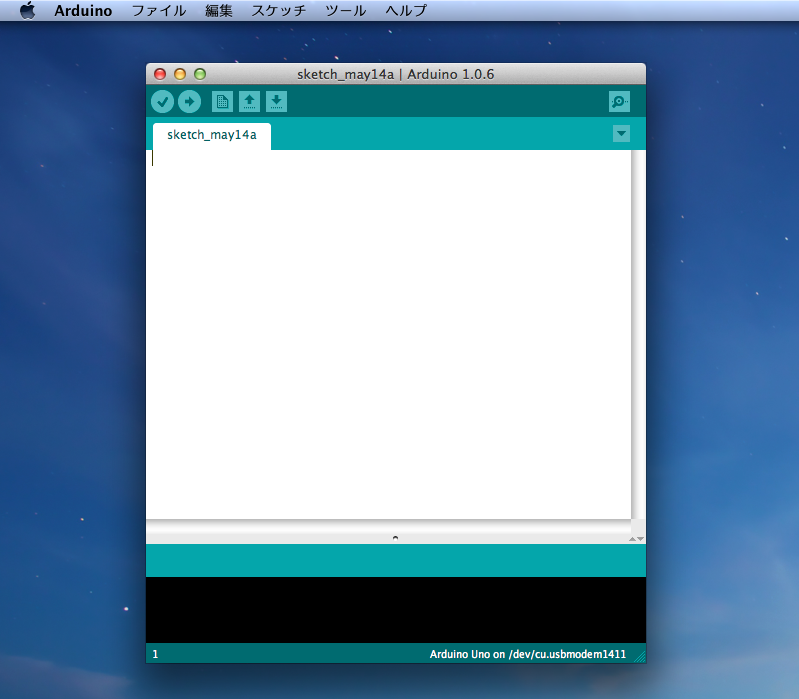 Arduino ファイル 編集 スケッチ ツール ヘルプ
sketch_may14a | Arduino 1.0.6
sketch_may14a
1 Arduino Uno on /dev/cu.usbmodem1411